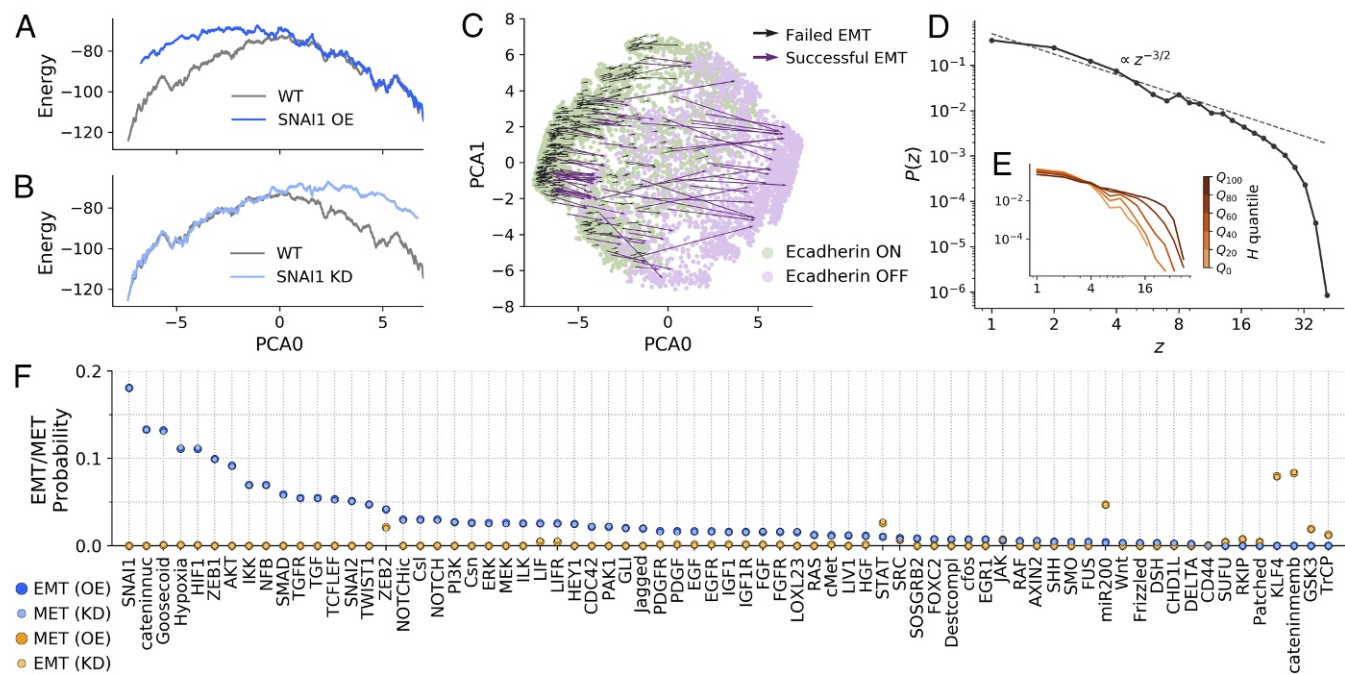 A
Energy
−80
−100
−120
WT
SNAI1 OE
B
Energy
−80
−100
−120
WT
SNAI1 KD
−5
0
5
PCA0
C
PCA1
8
6
4
2
0
−2
−4
−6
−8
Failed EMT
Successful EMT
Ecadherin ON
Ecadherin OFF
−5
0
5
PCA0
D
P(z)
10⁻¹
10⁻²
10⁻³
10⁻⁴
10⁻⁵
10⁻⁶
∝ z⁻³/²
1
2
4
8
16
32
z
E
10⁻²
10⁻⁴
1
4
16
Q₁₀₀
Q₈₀
Q₆₀
Q₄₀
Q₂₀
Q₀
H quantile
F
EMT/MET
Probability
0.2
0.1
0.0
SNAI1
cateninnuc
Goosecoid
Hypoxia
HIF1
ZEB1
AKT
IKK
NFB
SMAD
TGFR
TGF
TCFLEF
SNAI2
TWIST1
ZEB2
NOTCHic
Csl
NOTCH
PI3K
Csn
ERK
MEK
ILK
LIF
LIFR
HEY1
CDC42
PAK1
GLI
Jagged
PDGFR
PDGF
EGF
EGFR
IGF1
IGF1R
FGF
FGFR
LOXL23
RAS
cMet
LIV1
HGF
STAT
SRC
SOSGRB2
FOXC2
Destcompl
cfos
EGR1
JAK
RAF
AXIN2
SHH
SMO
FUS
miR200
Wnt
Frizzled
DSH
CHD1L
DELTA
CD44
SUFU
RKIP
Patched
KLF4
cateninmemb
GSK3
TrCP
EMT (OE)
MET (KD)
MET (OE)
EMT (KD)